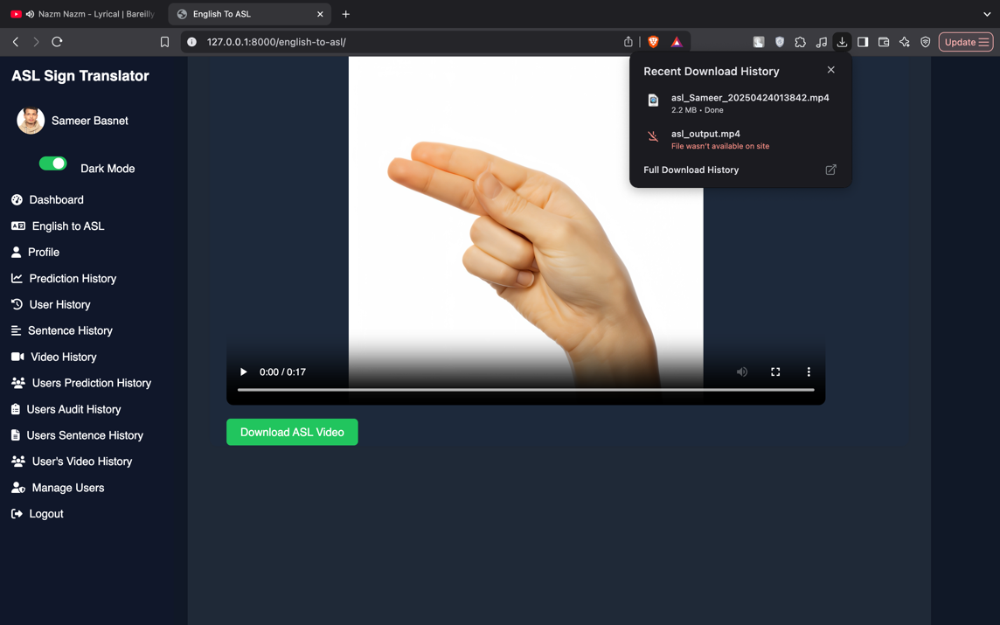 Nazm Nazm - Lyrical | Bareilly
English To ASL
127.0.0.1:8000/english-to-asl/
Update
ASL Sign Translator
Sameer Basnet
Dark Mode
Dashboard
English to ASL
Profile
Prediction History
User History
Sentence History
Video History
Users Prediction History
Users Audit History
Users Sentence History
User's Video History
Manage Users
Logout
Recent Download History
asl_Sameer_20250424013842.mp4
2.2 MB • Done
asl_output.mp4
File wasn't available on site
Full Download History
0:00 / 0:17
Download ASL Video